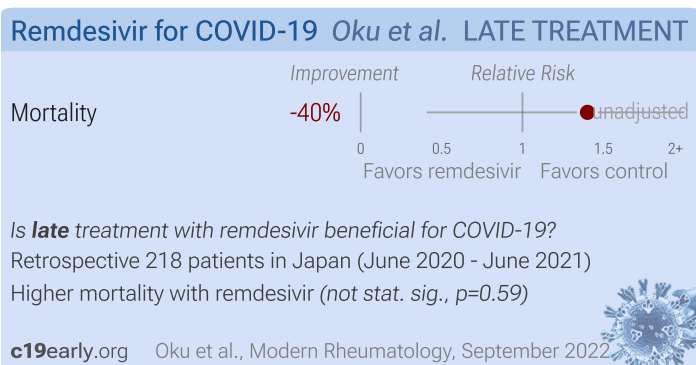 Remdesivir for COVID-19 Oku et al. LATE TREATMENT
Improvement Relative Risk
Mortality -40% unadjusted
0 0.5 1 1.5 2+
Favors remdesivir Favors control
Is late treatment with remdesivir beneficial for COVID-19?
Retrospective 218 patients in Japan (June 2020 - June 2021)
Higher mortality with remdesivir (not stat. sig., p=0.59)
c19early.org Oku et al., Modern Rheumatology, September 2022